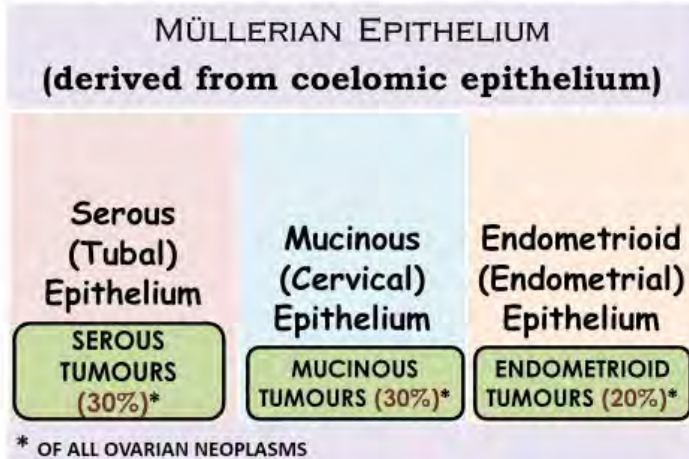 MÜLLERIAN EPITHELIUM
(derived from coelomic epithelium)
Serous
(Tubal)
Epithelium
SEROUS
TUMOURS
(30%)*
Mucinous
(Cervical)
Epithelium
MUCINOUS
TUMOURS (30%)*
Endometrioid
(Endometrial)
Epithelium
ENDOMETRIOID
TUMOURS (20%)*
* OF ALL OVARIAN NEOPLASMS